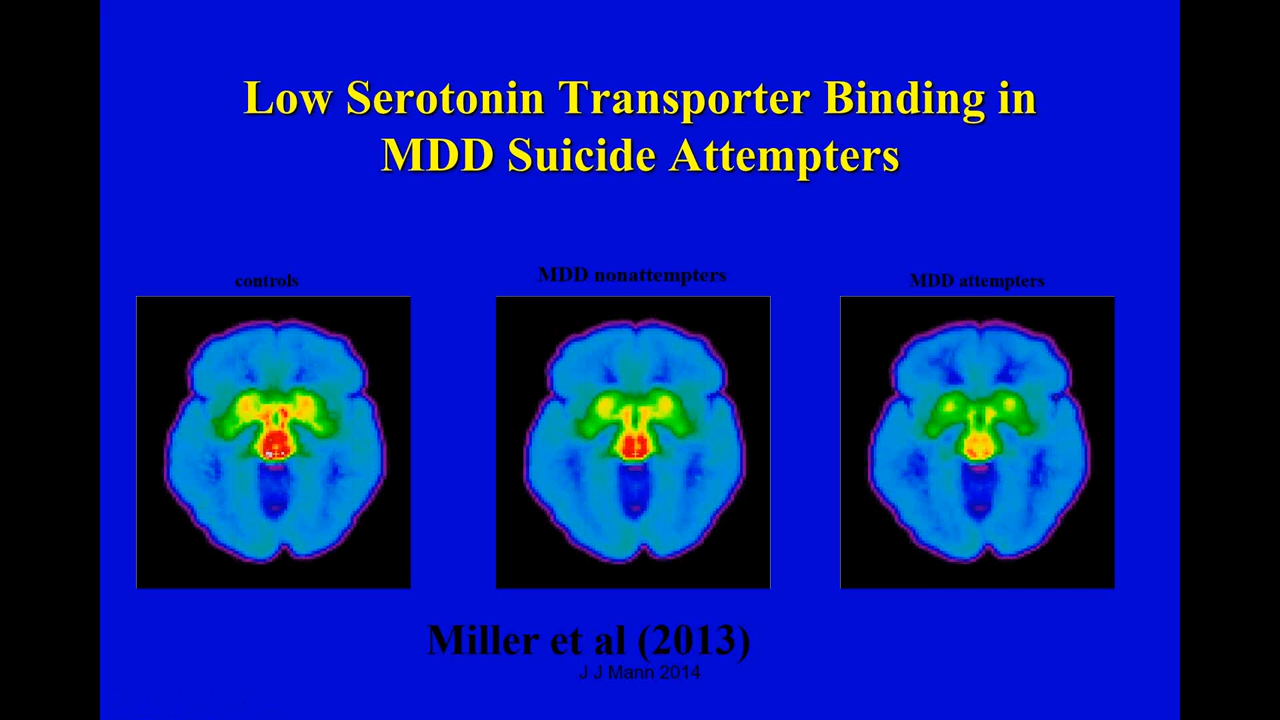 Low Serotonin Transporter Binding in
MDD Suicide Attempters
controls
MDD nonattempters
MDD attempters
Miller et al (2013)
J J Mann 2014